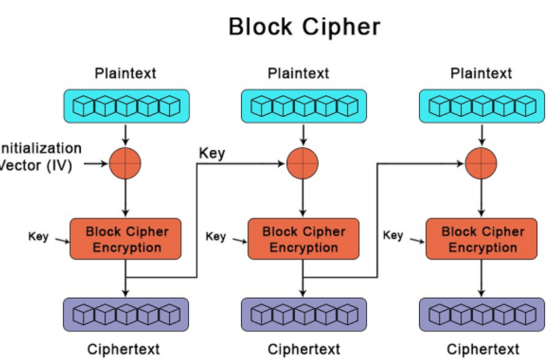 Block Cipher
Plaintext
Plaintext
Plaintext
nitialization
Vector (IV)
Key
Key
Block Cipher
Encryption
Key
Block Cipher
Encryption
Key
Block Cipher
Encryption
Ciphertext
Ciphertext
Ciphertext